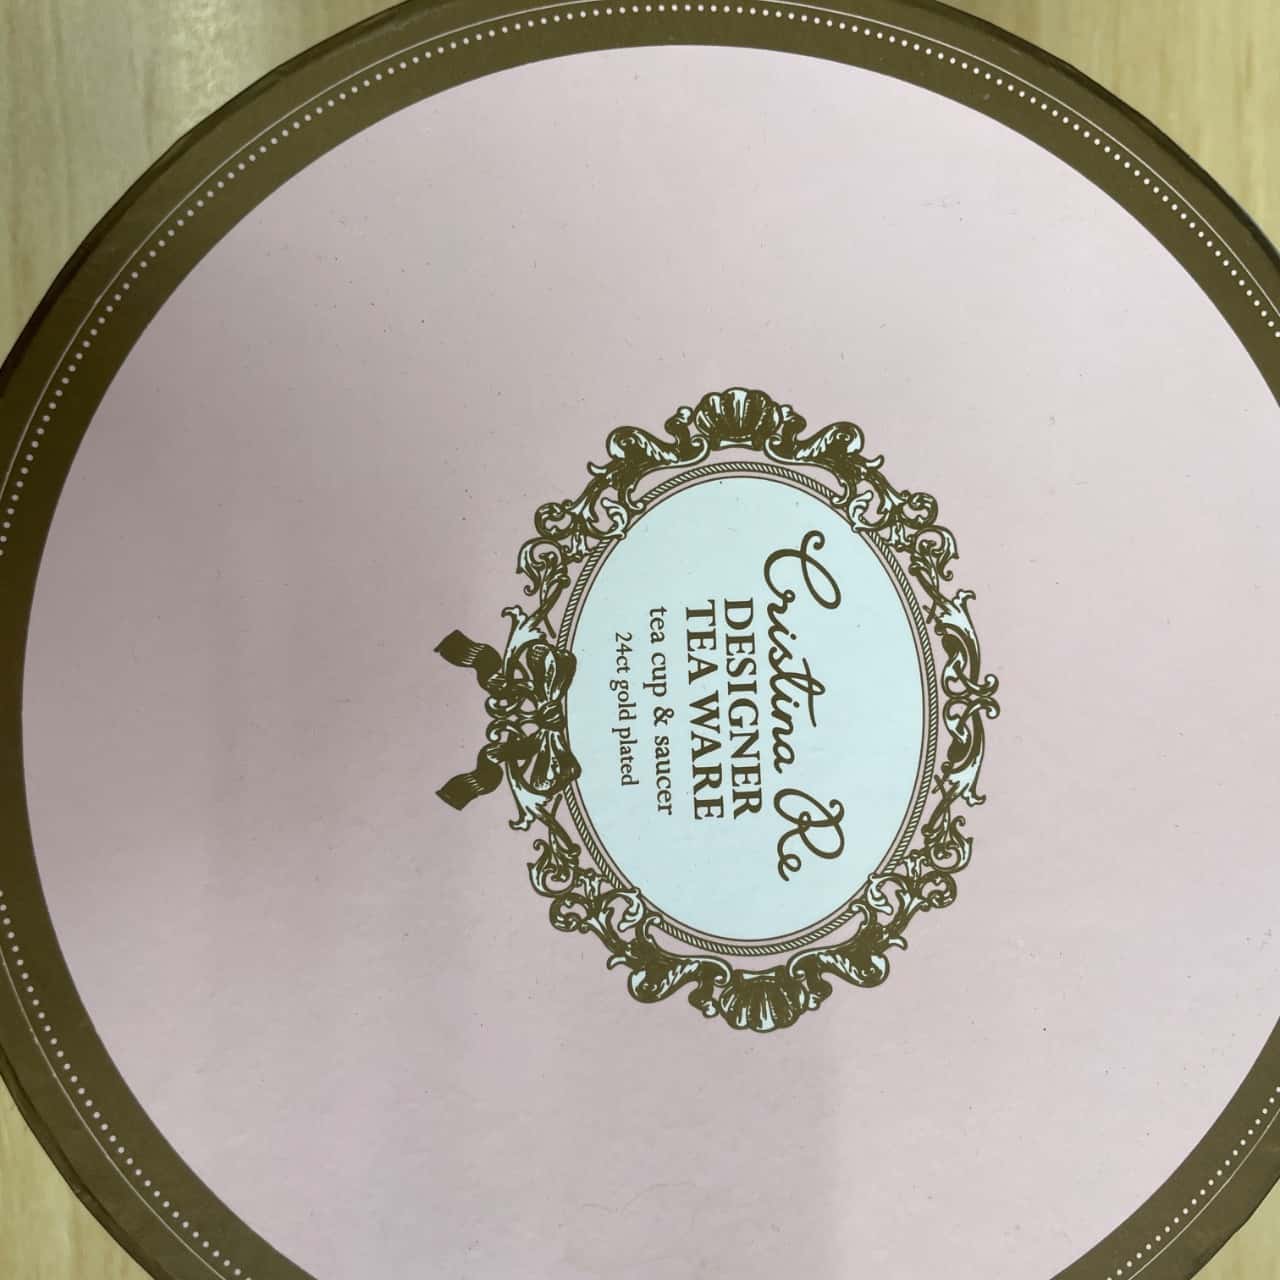 Cristina Re
DESIGNER
TEA WARE
tea cup & saucer
24ct gold plated